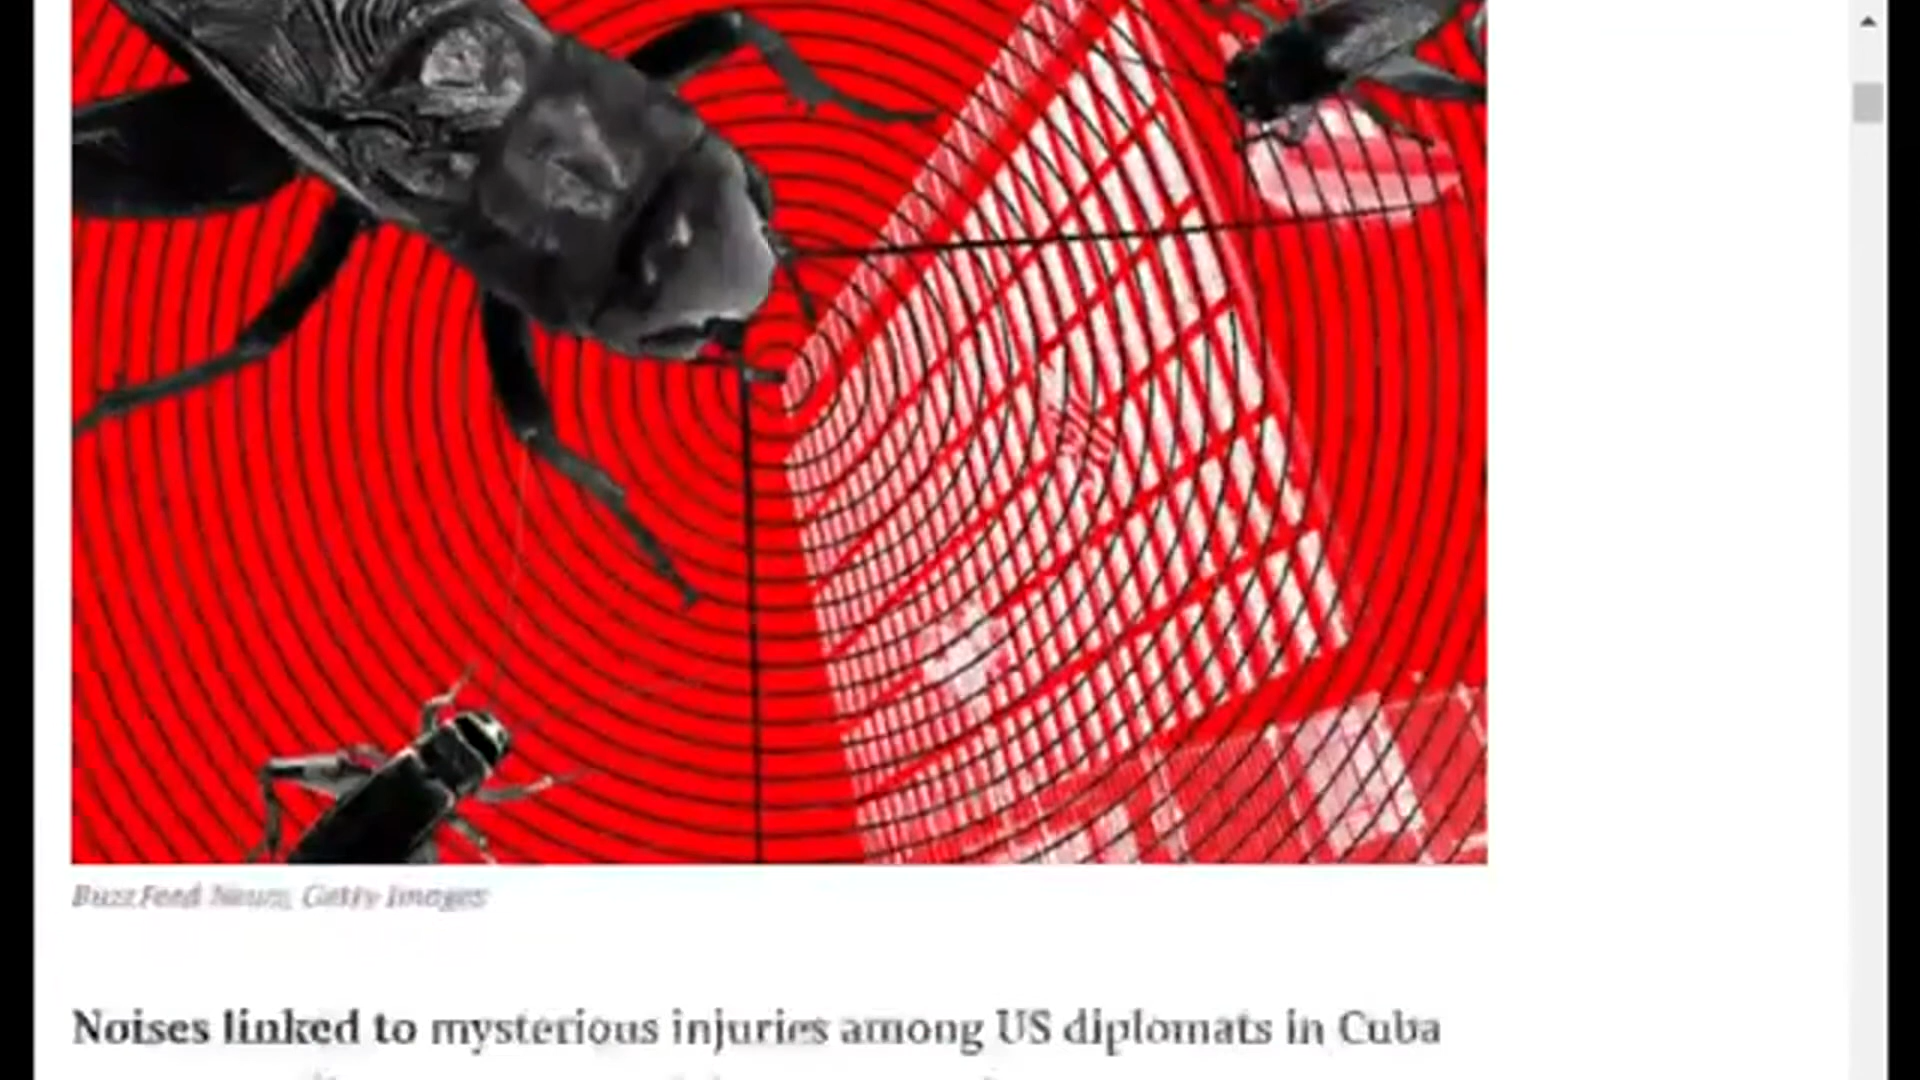 BuzzFeed News, Getty Images
Noises linked to mysterious injuries among US diplomats in Cuba